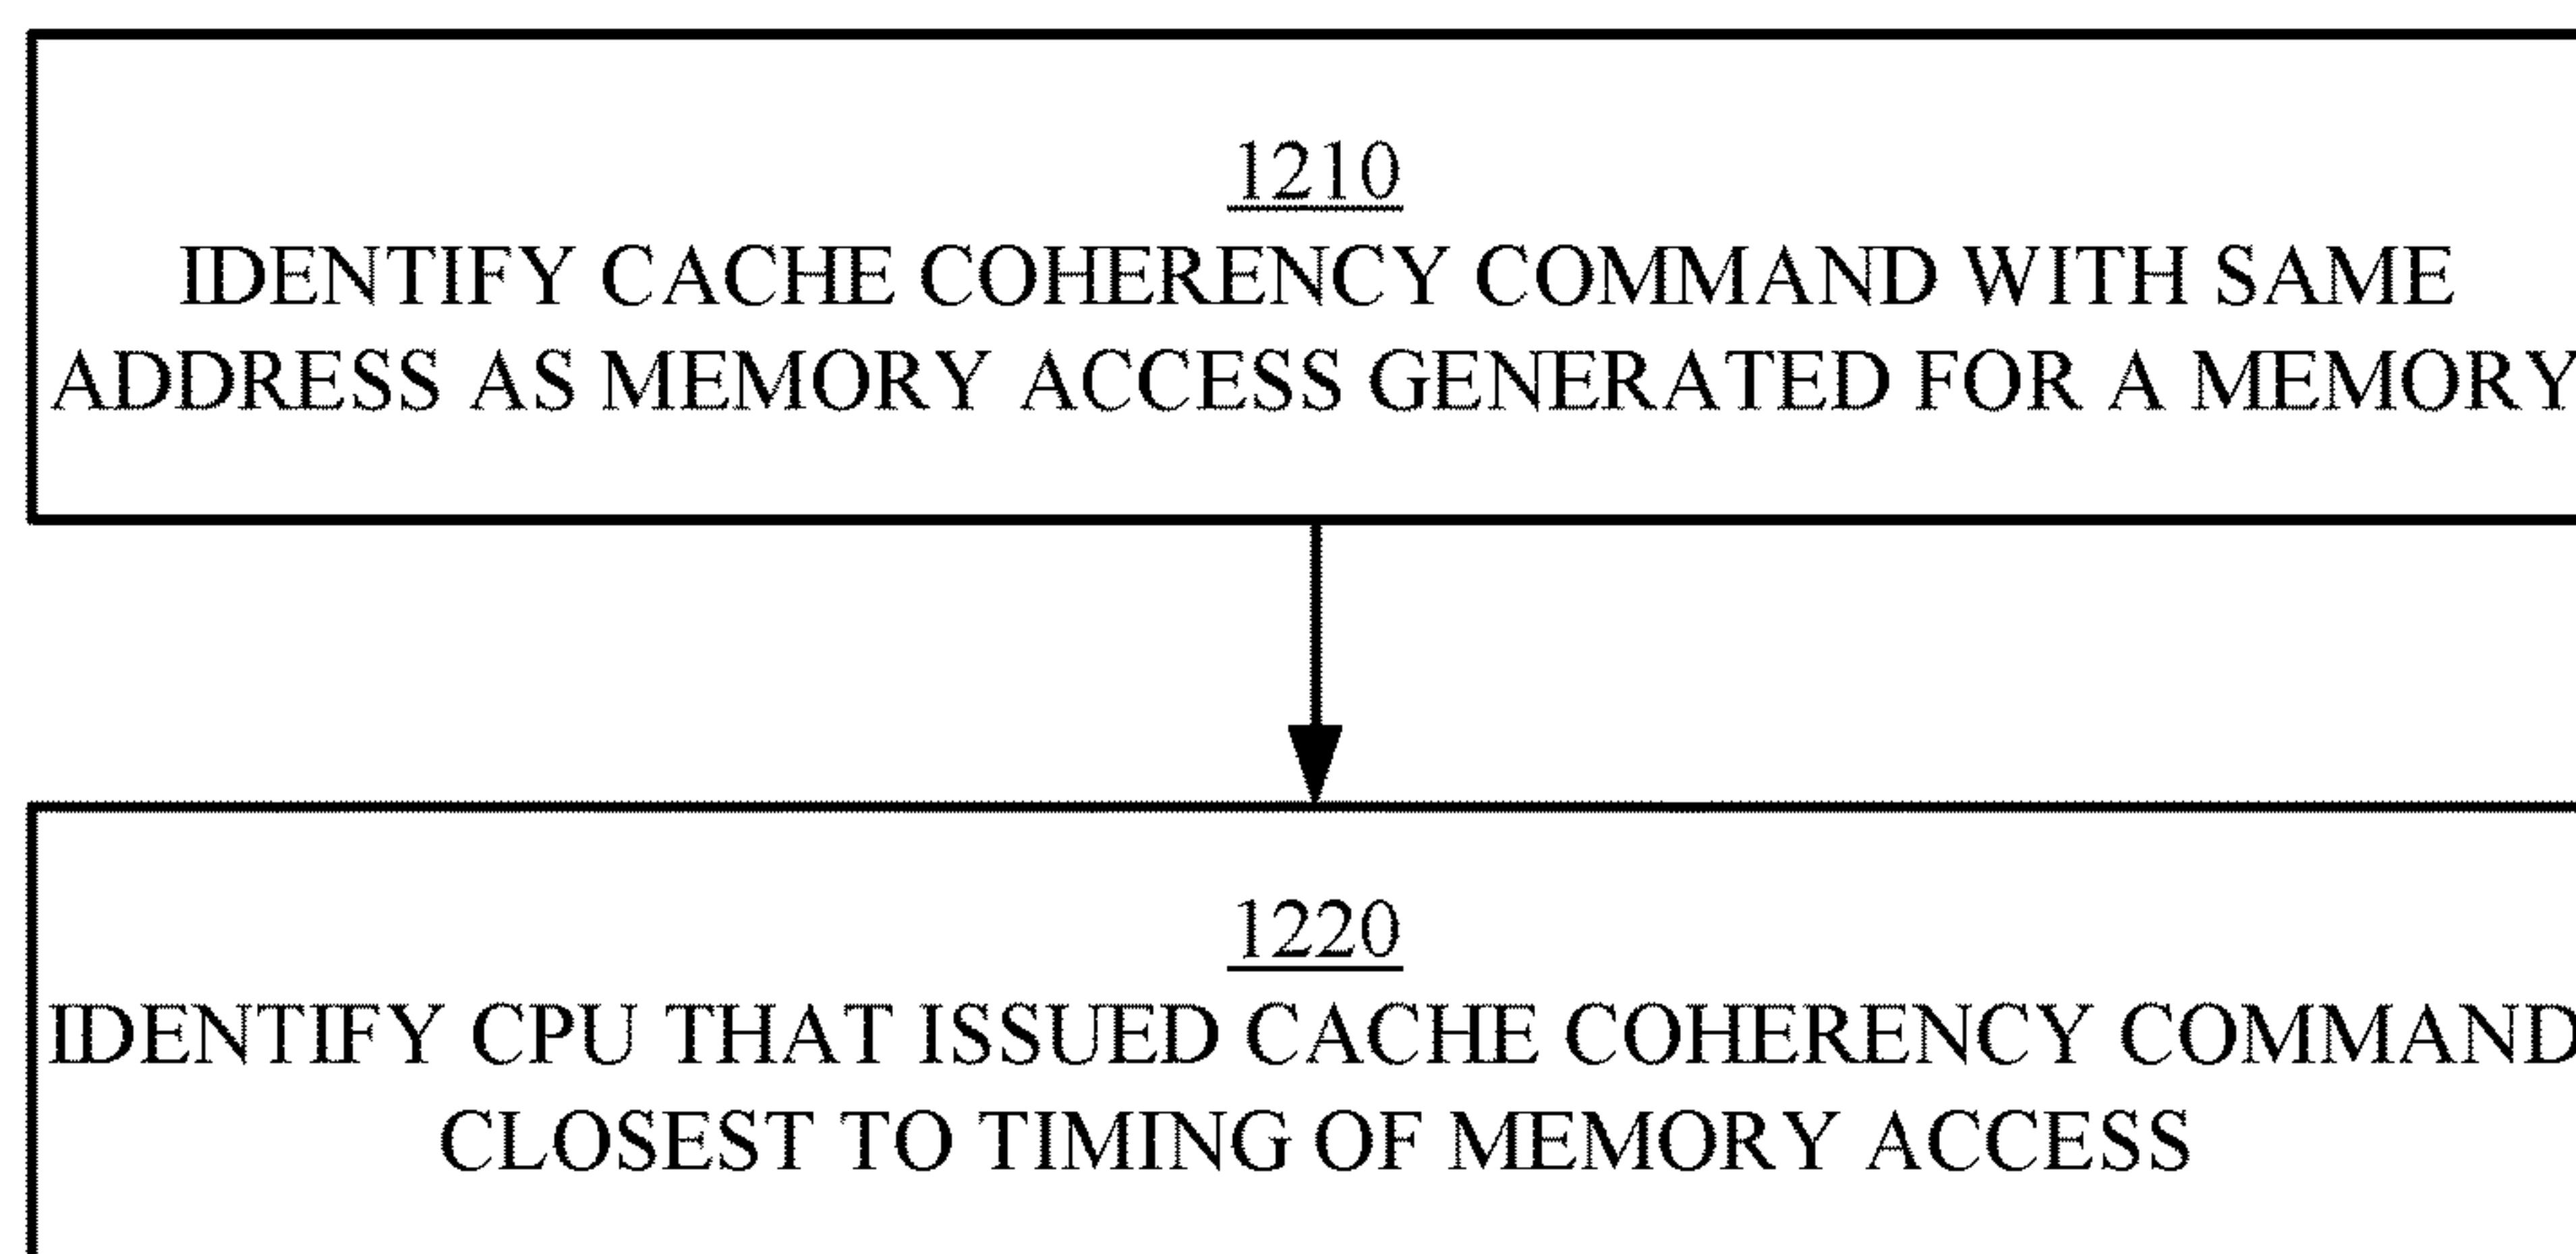 1210
IDENTIFY CACHE COHERENCY COMMAND WITH SAME
ADDRESS AS MEMORY ACCESS GENERATED FOR A MEMORY
1220
IDENTIFY CPU THAT ISSUED CACHE COHERENCY COMMAND
CLOSEST TO TIMING OF MEMORY ACCESS